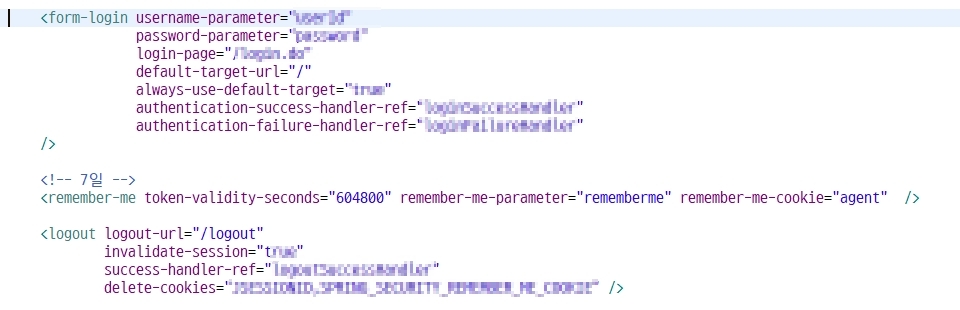 <form-login username-parameter="userId"
password-parameter="password"
login-page="/login.do"
default-target-url="/"
always-use-default-target="true"
authentication-success-handler-ref="loginSuccessHandler"
authentication-failure-handler-ref="loginFailureHandler"
/>
<!-- 7일 -->
<remember-me token-validity-seconds="604800" remember-me-parameter="rememberme" remember-me-cookie="agent"  />
<logout logout-url="/logout"
invalidate-session="true"
success-handler-ref="logoutSuccessHandler"
delete-cookies="JSESSIONID,SPRING_SECURITY_REMEMBER_ME_COOKIE" />